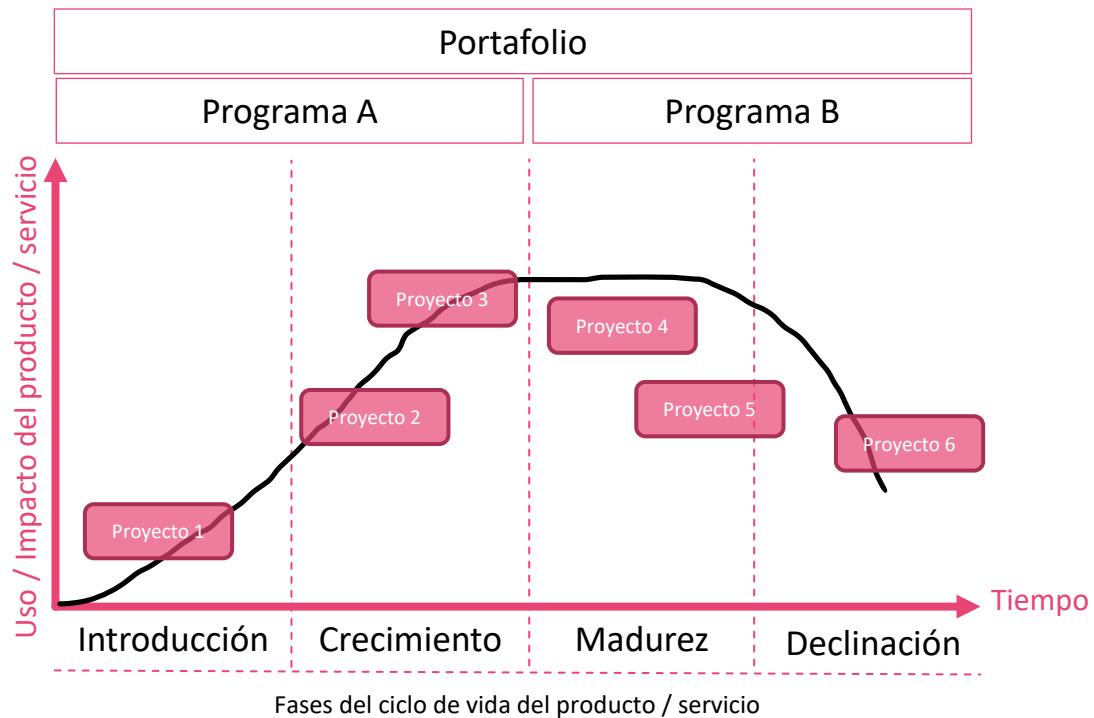 Portafolio
Programa A
Programa B
Uso / Impacto del producto / servicio
Proyecto 3
Proyecto 4
Proyecto 2
Proyecto 5
Proyecto 6
Proyecto 1
Tiempo
Introducción
Crecimiento
Madurez
Declinación
Fases del ciclo de vida del producto / servicio